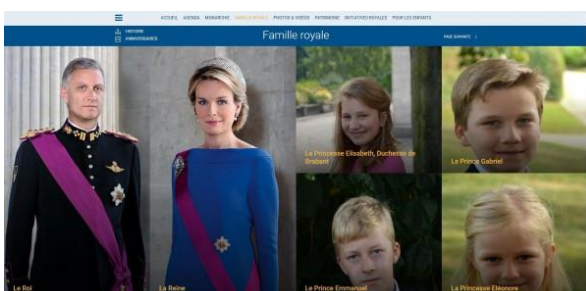 ACCUEIL AGENDA MONARCHIE FAMILLE ROYALE PHOTOS & VIDÉOS PATRIMOINE INITIATIVES ROYALES POUR LES ENFANTS
HISTOIRE
ANNIVERSAIRES
Famille royale
PAGE SUIVANTE
Le Roi
La Reine
La Princesse Elisabeth, Duchesse de
Brabant
Le Prince Gabriel
Le Prince Emmanuel
La Princesse Eléonore